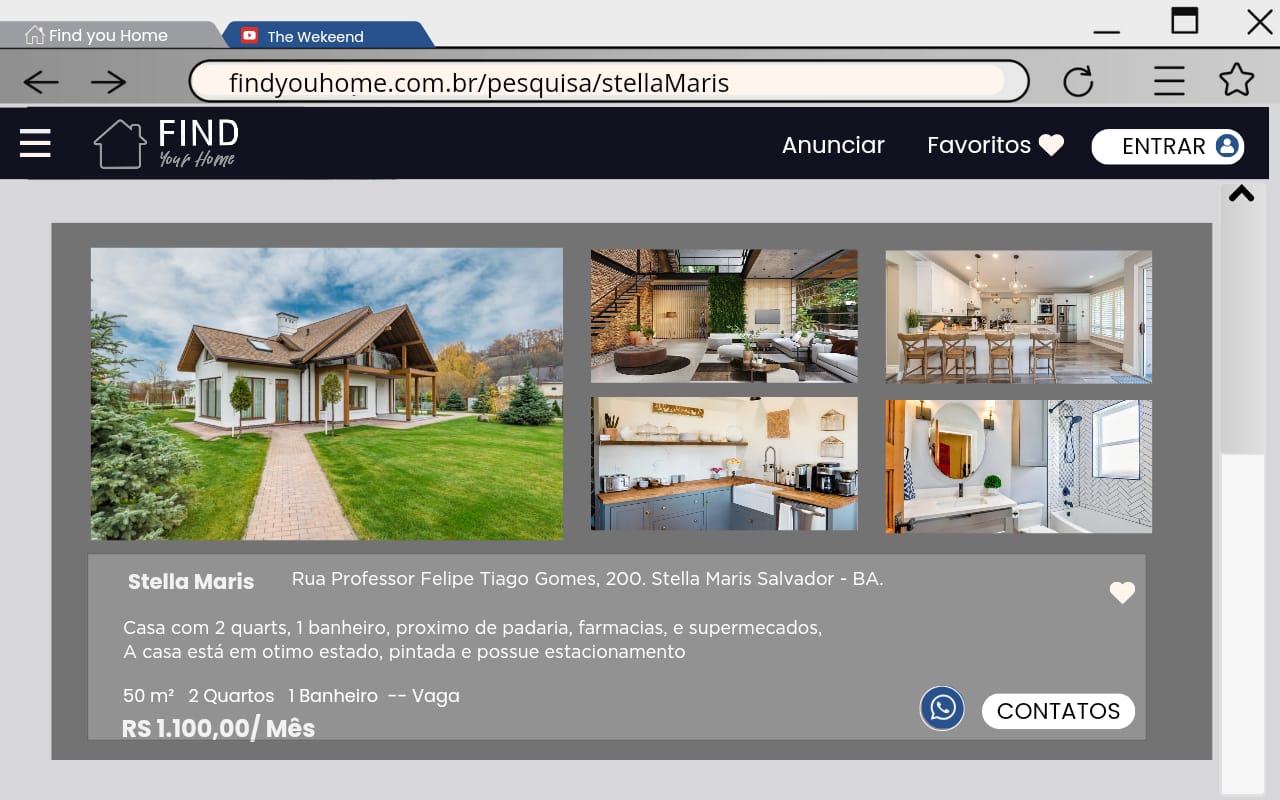 Find you Home
The Wekeend
findyouhome.com.br/pesquisa/stellaMaris
FIND
Your Home
Anunciar
Favoritos
ENTRAR
Stella Maris
Rua Professor Felipe Tiago Gomes, 200. Stella Maris Salvador - BA.
Casa com 2 quarts, 1 banheiro, proximo de padaria, farmacias, e supermecados,
A casa está em otimo estado, pintada e possue estacionamento
50 m² 2 Quartos 1 Banheiro -- Vaga
RS 1.100,00/ Mês
CONTATOS